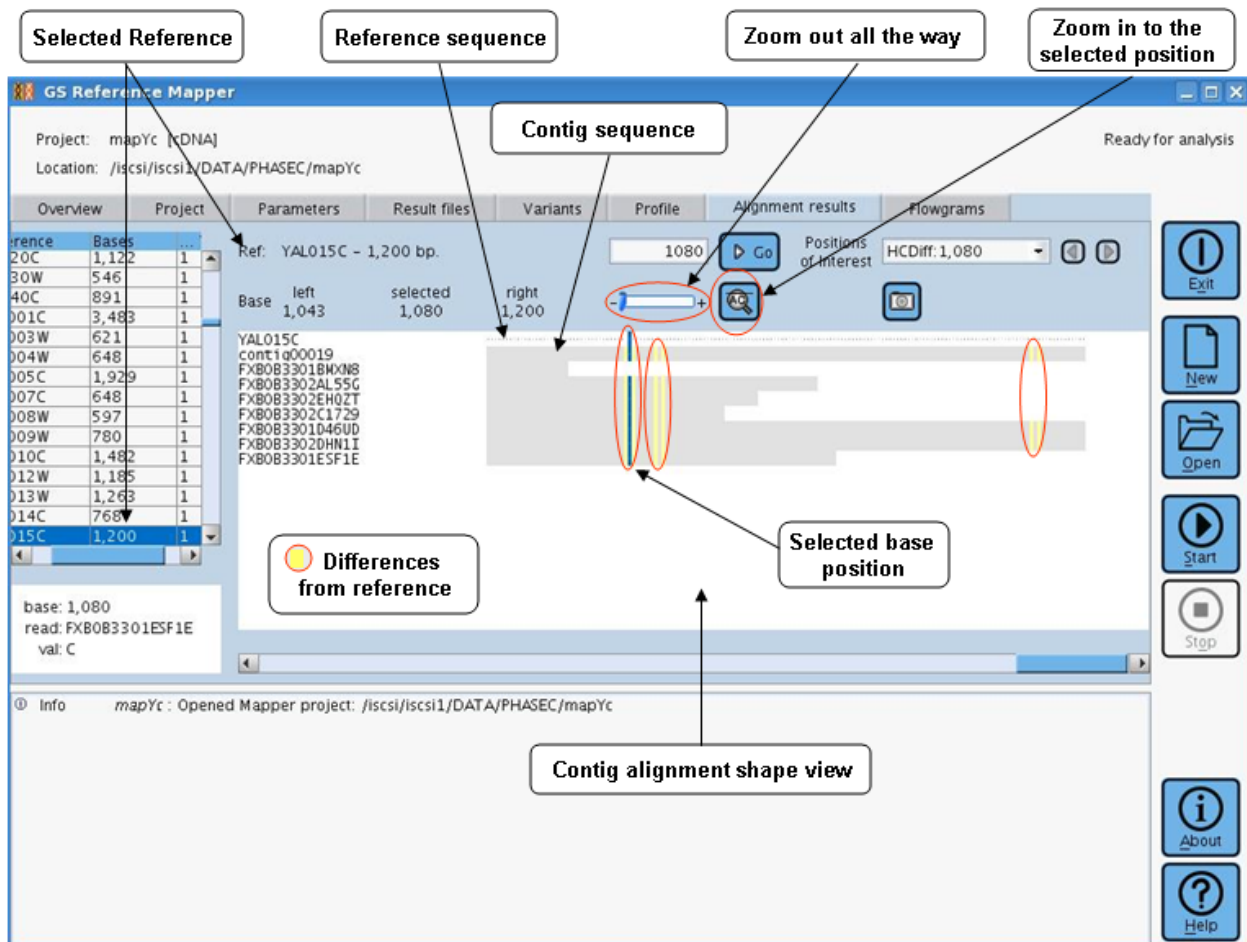 Selected Reference
Reference sequence
Zoom out all the way
Zoom in to the
selected position
GS Reference Mapper
Contig sequence
Project: mapYc [cDNA]
Ready for analysis
Location: /iscsi/iscsi1/DATA/PHASEC/mapYc
Overview Project Parameters Result files Variants Profile Alignment results Flowgrams
erence Bases ...
20C 1,122 1
30W 546 1
40C 891 1
001C 3,483 1
003W 621 1
004W 648 1
005C 1,929 1
007C 648 1
008W 597 1
009W 780 1
010C 1,482 1
012W 1,185 1
013W 1,263 1
014C 768 1
015C 1,200 1
Ref: YAL015C - 1,200 bp.
1080 Go
Positions
of Interest
HCDiff: 1,080
Base left selected right
1,043 1,080 1,200
- +
AC
YAL015C
contig00019
FXB0B3301BWXN8
FXB0B3302AL55G
FXB0B3302EHQZT
FXB0B3302C1729
FXB0B3301D46UD
FXB0B3302DHN1I
FXB0B3301ESF1E
Differences
from reference
Selected base
position
base: 1,080
read: FXB0B3301ESF1E
val: C
Info mapYc : Opened Mapper project: /iscsi/iscsi1/DATA/PHASEC/mapYc
Contig alignment shape view
Exit
New
Open
Start
Stop
About
Help